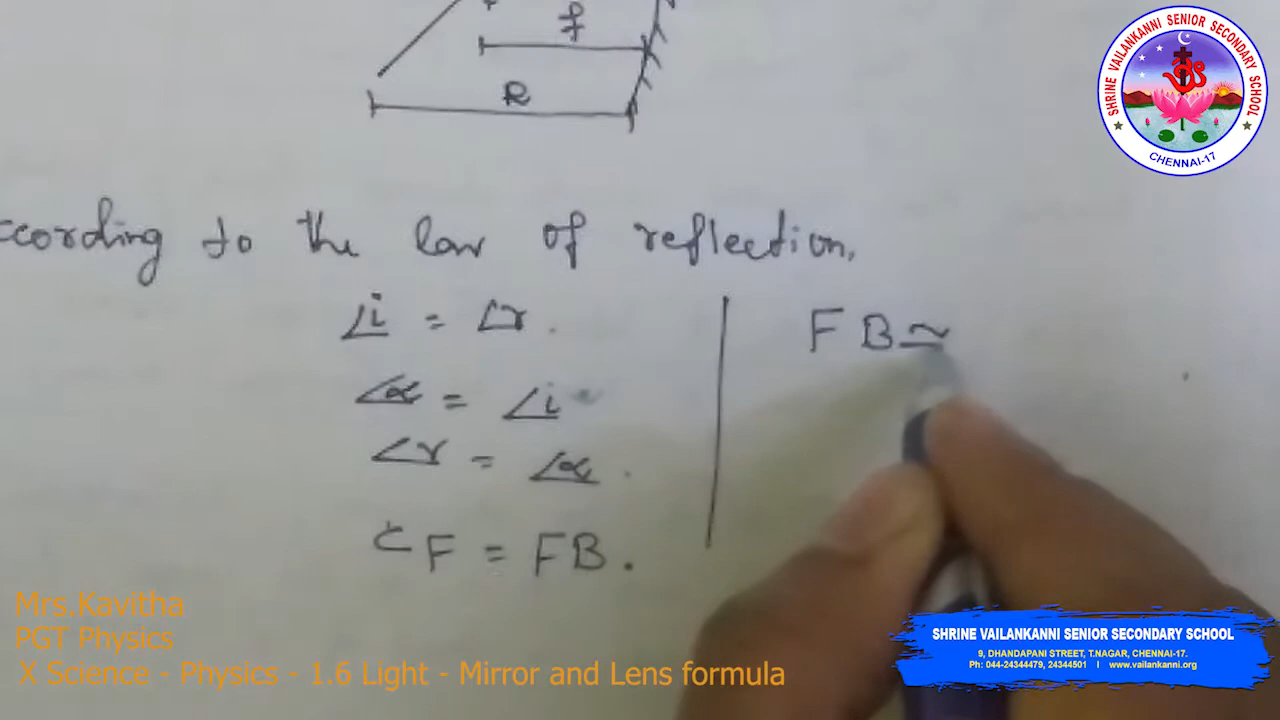 f
R
ccording to the law of reflection.
∠i = ∠r.
∠α = ∠i
∠r = ∠α.
CF = FB.
FB ≃
SHRINE VAILANKANNI SENIOR SECONDARY SCHOOL
CHENNAI-17
Mrs.Kavitha
PGT Physics
X Science - Physics - 1.6 Light - Mirror and Lens formula
SHRINE VAILANKANNI SENIOR SECONDARY SCHOOL
9, DHANDAPANI STREET, T.NAGAR, CHENNAI-17.
Ph: 044-24344479, 24344501 | www.vailankanni.org